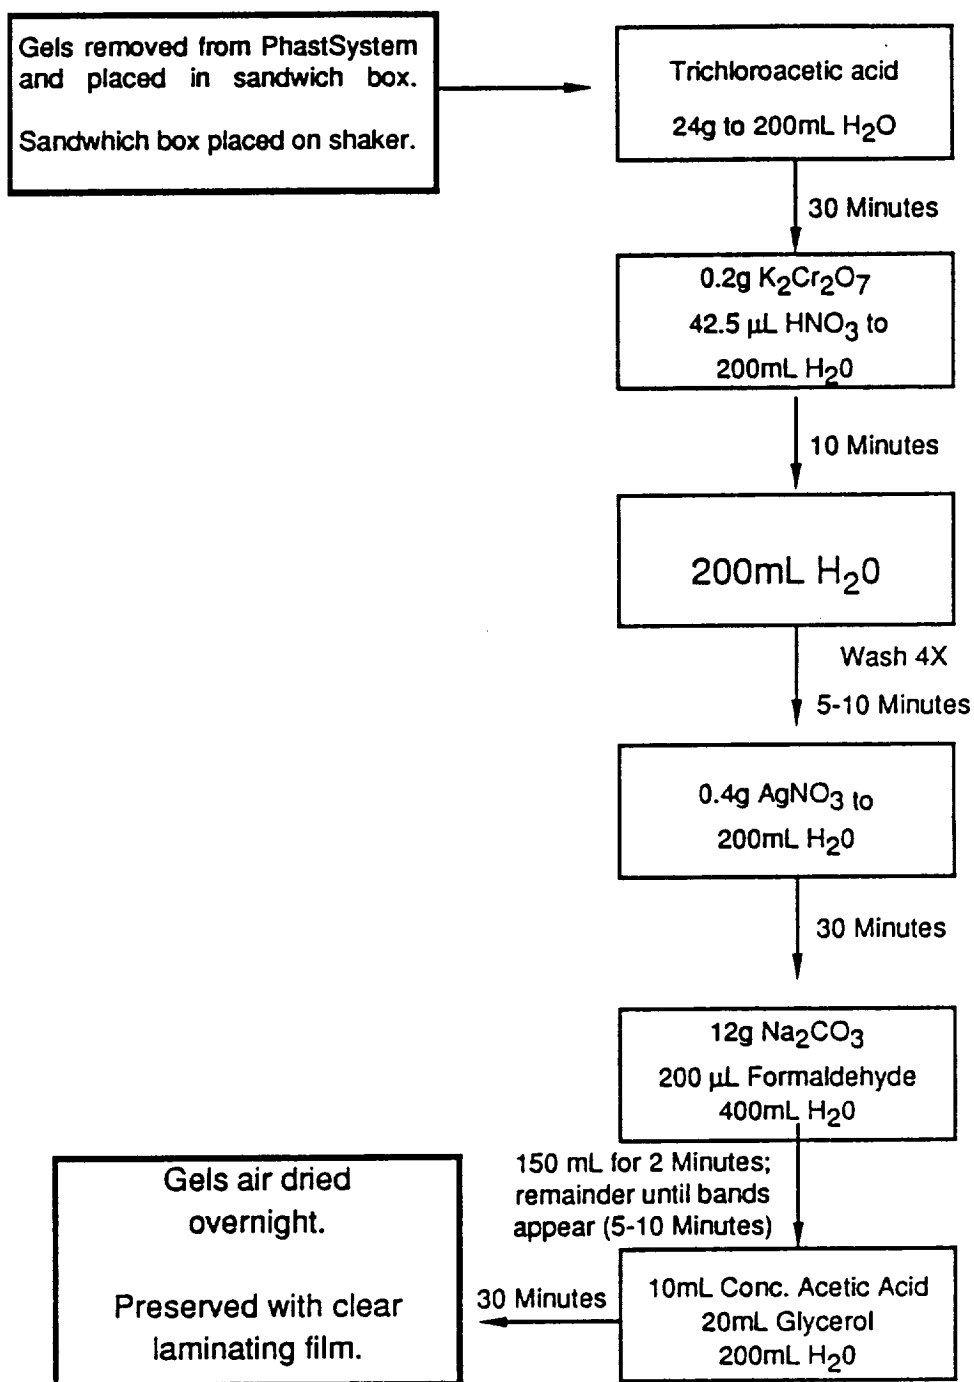 Gels removed from PhastSystem
and placed in sandwich box.
Sandwhich box placed on shaker.
Trichloroacetic acid
24g to 200mL H₂O
30 Minutes
0.2g K₂Cr₂O₇
42.5 µL HNO₃ to
200mL H₂0
10 Minutes
200mL H₂0
Wash 4X
5-10 Minutes
0.4g AgNO₃ to
200mL H₂0
30 Minutes
12g Na₂CO₃
200 µL Formaldehyde
400mL H₂0
150 mL for 2 Minutes;
remainder until bands
appear (5-10 Minutes)
10mL Conc. Acetic Acid
20mL Glycerol
200mL H₂0
30 Minutes
Gels air dried
overnight.
Preserved with clear
laminating film.